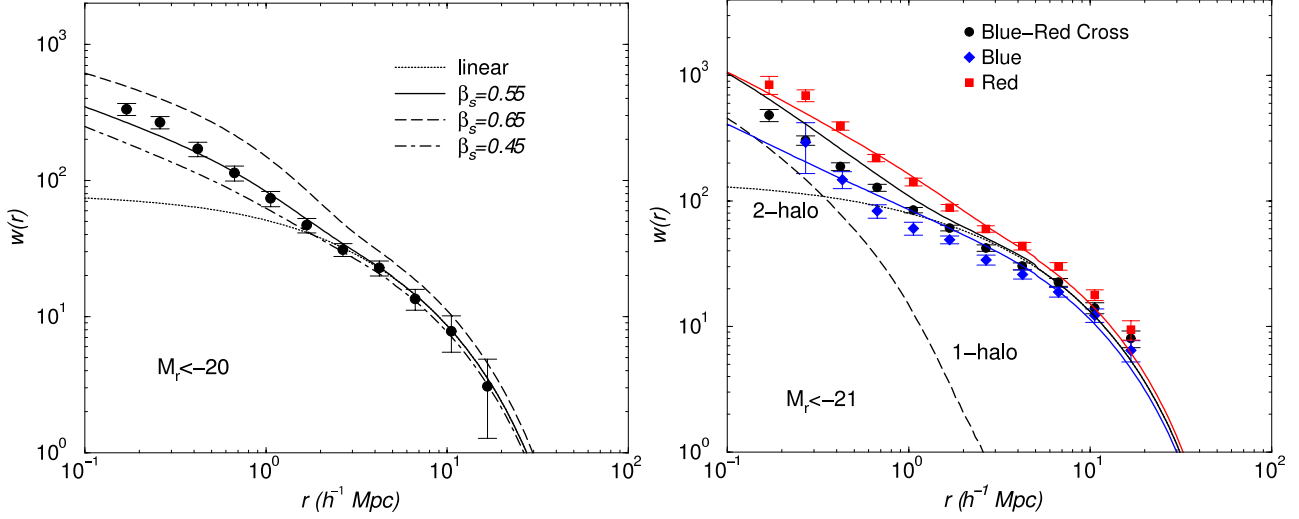 10³
10²
10¹
10⁰
w(r)
10⁻¹
10⁰
10¹
10²
r (h⁻¹ Mpc)
linear
βₛ=0.55
βₛ=0.65
βₛ=0.45
M_r<−20
10³
10²
10¹
10⁰
w(r)
10⁻¹
10⁰
10¹
10²
r (h⁻¹ Mpc)
Blue−Red Cross
Blue
Red
2−halo
1−halo
M_r<−21